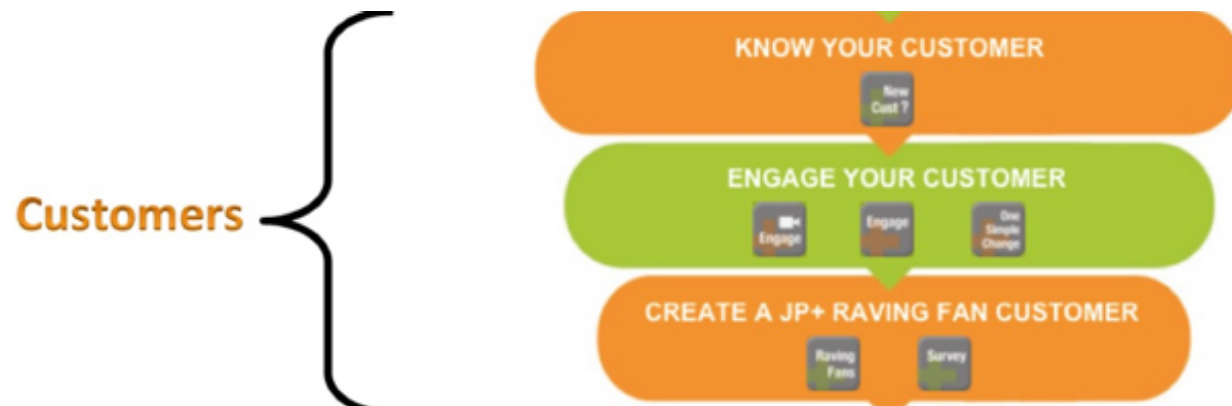 Customers
KNOW YOUR CUSTOMER
New
Cust ?
ENGAGE YOUR CUSTOMER
Engage
Engage
One
Simple
Change
CREATE A JP+ RAVING FAN CUSTOMER
Raving
Fans
Survey